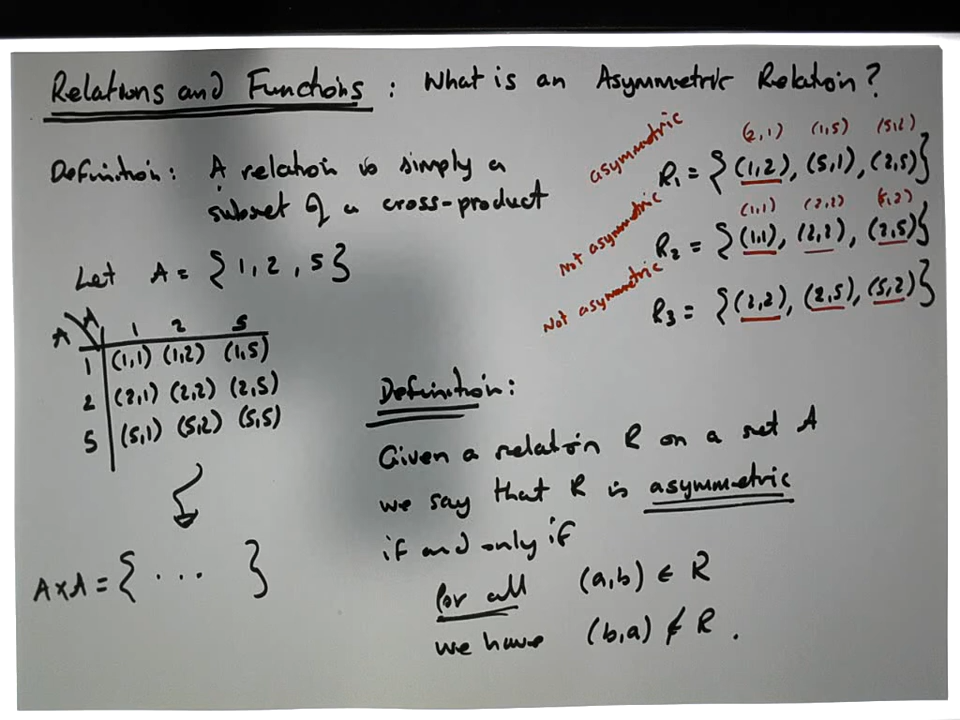 Relations and Functions : What is an Asymmetric Relation?
Definition: A relation is simply a
subset of a cross-product
Let A = {1, 2, 5}
A A 1 2 5
1 (1,1) (1,2) (1,5)
2 (2,1) (2,2) (2,5)
5 (5,1) (5,2) (5,5)
A×A = { ... }
asymmetric
(2,1) (1,5) (5,2)
R₁ = {(1,2), (5,1), (2,5)}
Not asymmetric
(1,1) (2,2) (5,2)
R₂ = {(1,1), (2,2), (2,5)}
Not asymmetric
R₃ = {(2,2), (2,5), (5,2)}
Definition:
Given a relation R on a set A
we say that R is asymmetric
if and only if
for all (a,b) ∈ R
we have (b,a) ∉ R .